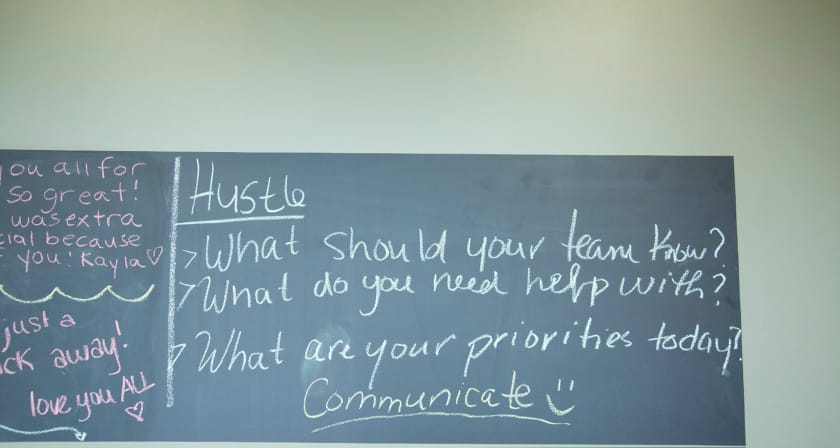 ou all for
so great!
was extra
cial because
you! Kayla♡
just a
ck away!
love you ALL
♡
Hustle
>What should your team know?
>What do you need help with?
>What are your priorities today?
Communicate :)